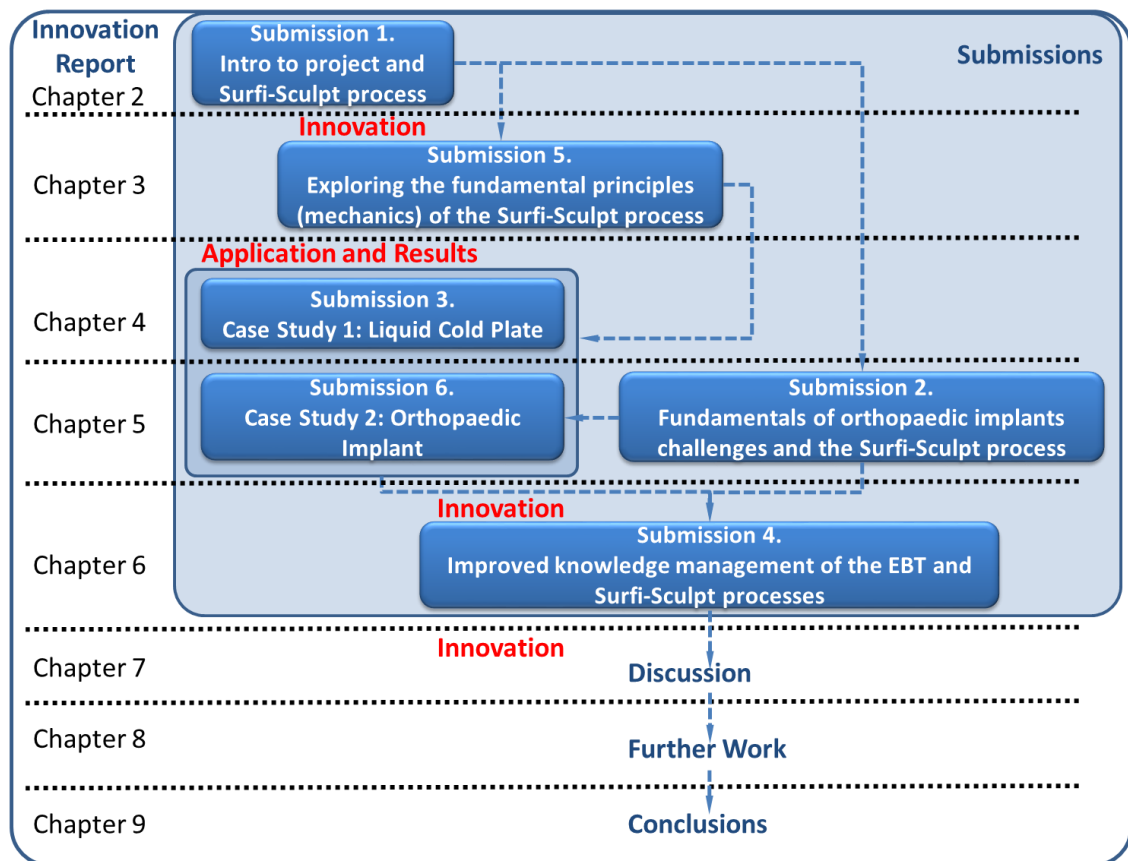 Innovation
Report
Submissions
Chapter 2
Submission 1.
Intro to project and
Surfi-Sculpt process
Innovation
Chapter 3
Submission 5.
Exploring the fundamental principles
(mechanics) of the Surfi-Sculpt process
Application and Results
Chapter 4
Submission 3.
Case Study 1: Liquid Cold Plate
Chapter 5
Submission 6.
Case Study 2: Orthopaedic
Implant
Submission 2.
Fundamentals of orthopaedic implants
challenges and the Surfi-Sculpt process
Innovation
Chapter 6
Submission 4.
Improved knowledge management of the EBT and
Surfi-Sculpt processes
Innovation
Chapter 7
Discussion
Chapter 8
Further Work
Chapter 9
Conclusions